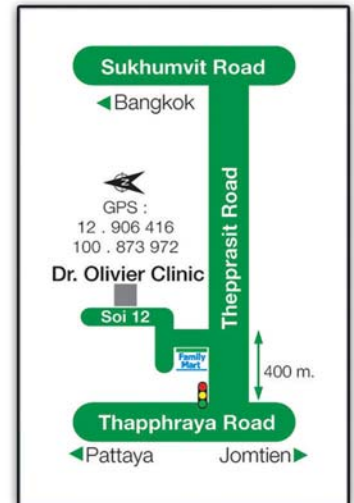 Sukhumvit Road
◄Bangkok
Thepprasit Road
N
GPS :
12 . 906 416
100 . 873 972
Dr. Olivier Clinic
Soi 12
Family
Mart
400 m.
Thapphraya Road
◄Pattaya
Jomtien►